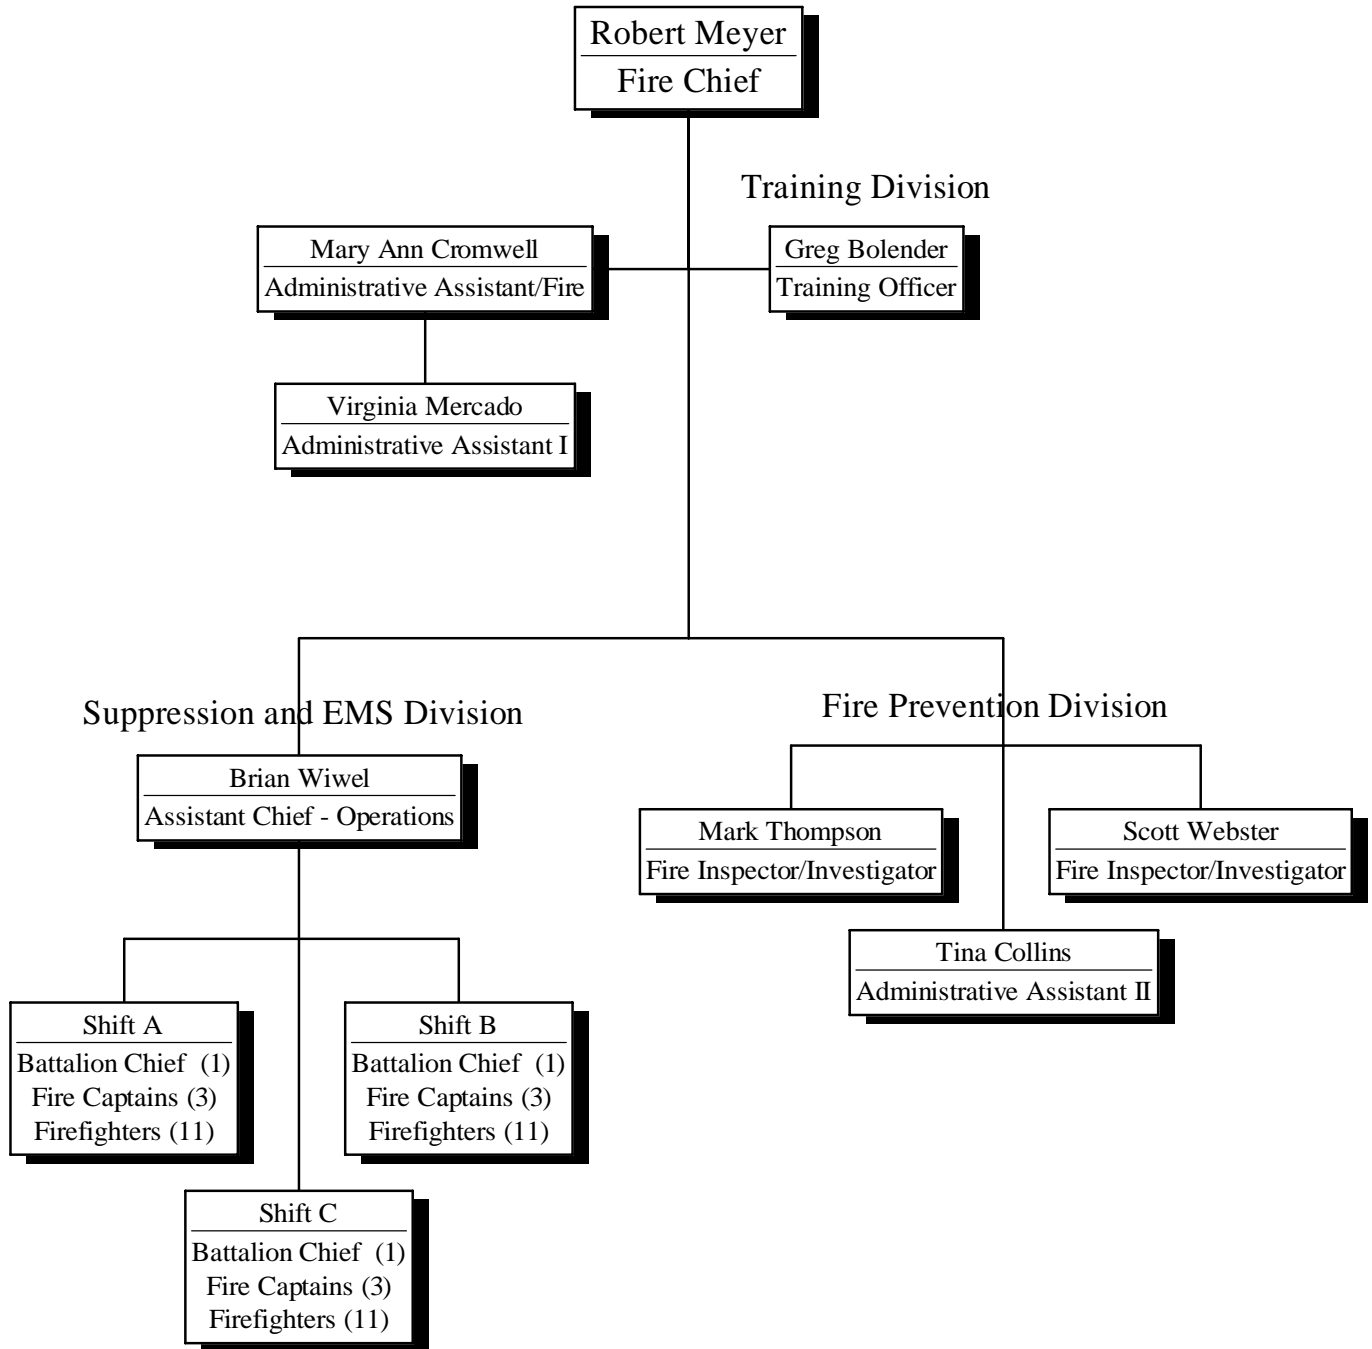 Robert Meyer
Fire Chief
Training Division
Mary Ann Cromwell
Administrative Assistant/Fire
Greg Bolender
Training Officer
Virginia Mercado
Administrative Assistant I
Suppression and EMS Division
Fire Prevention Division
Brian Wiwel
Assistant Chief - Operations
Mark Thompson
Fire Inspector/Investigator
Scott Webster
Fire Inspector/Investigator
Tina Collins
Administrative Assistant II
Shift A
Battalion Chief  (1)
Fire Captains (3)
Firefighters (11)
Shift B
Battalion Chief  (1)
Fire Captains (3)
Firefighters (11)
Shift C
Battalion Chief  (1)
Fire Captains (3)
Firefighters (11)